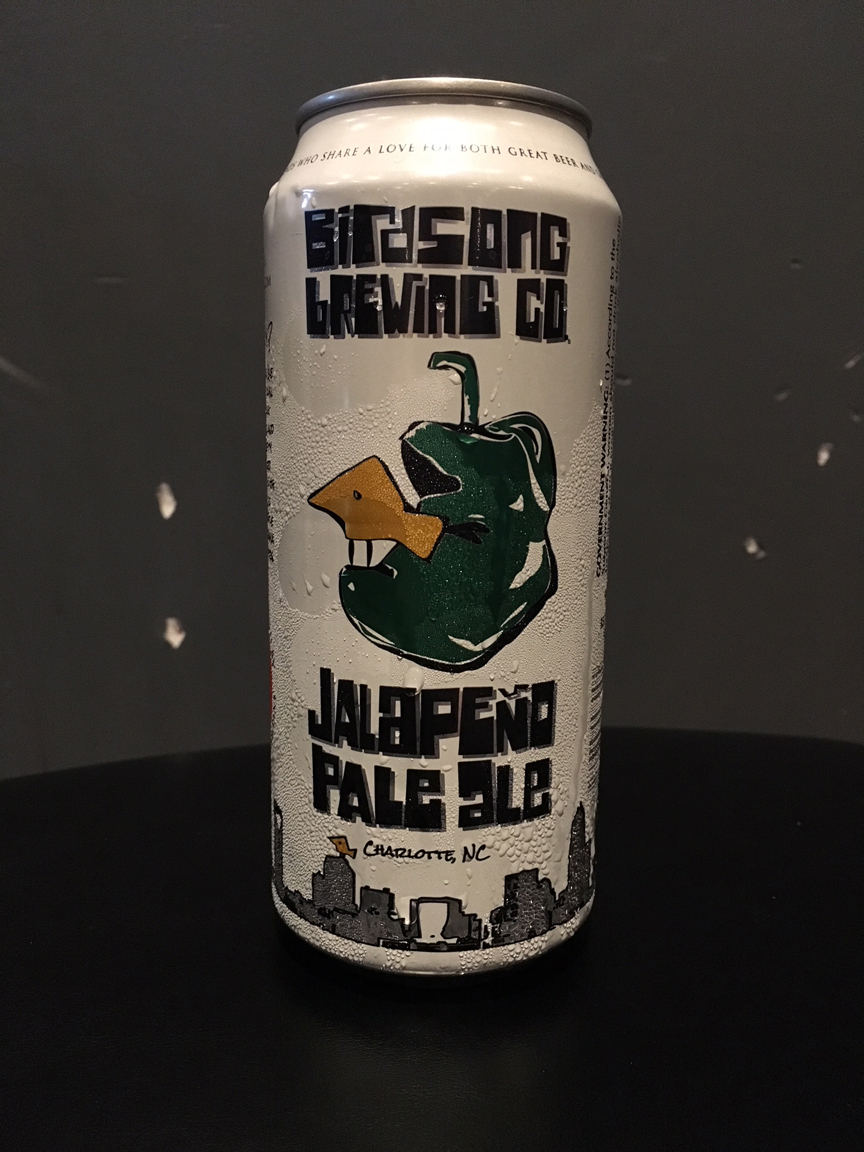 WHO SHARE A LOVE FOR BOTH GREAT BEER AND
Birdsong
Brewing Co.
Jalapeño
Pale Ale
Charlotte, NC
GOVERNMENT WARNING: (1) According to the